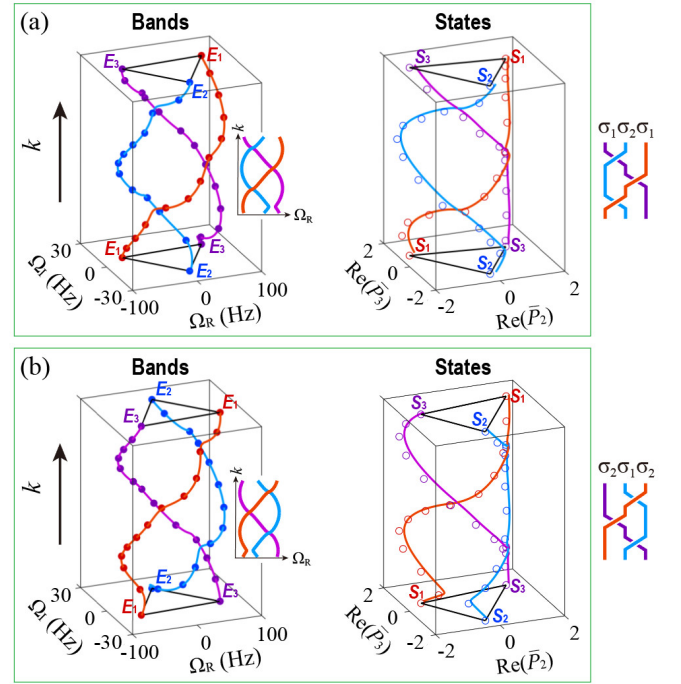 (a)
Bands
States
E3
E1
E2
S3
S1
S2
k
k
ΩR
σ1σ2σ1
E1
E3
E2
S1
S3
S2
30
0
-30
ΩI (Hz)
-100
0
100
ΩR (Hz)
2
0
-2
Re(P̅3)
-2
0
2
Re(P̅2)
(b)
Bands
States
E2
E1
E3
S3
S1
S2
k
k
ΩR
σ2σ1σ2
E2
E1
E3
S1
S3
S2
30
0
-30
ΩI (Hz)
-100
0
100
ΩR (Hz)
2
0
-2
Re(P̅3)
-2
0
2
Re(P̅2)